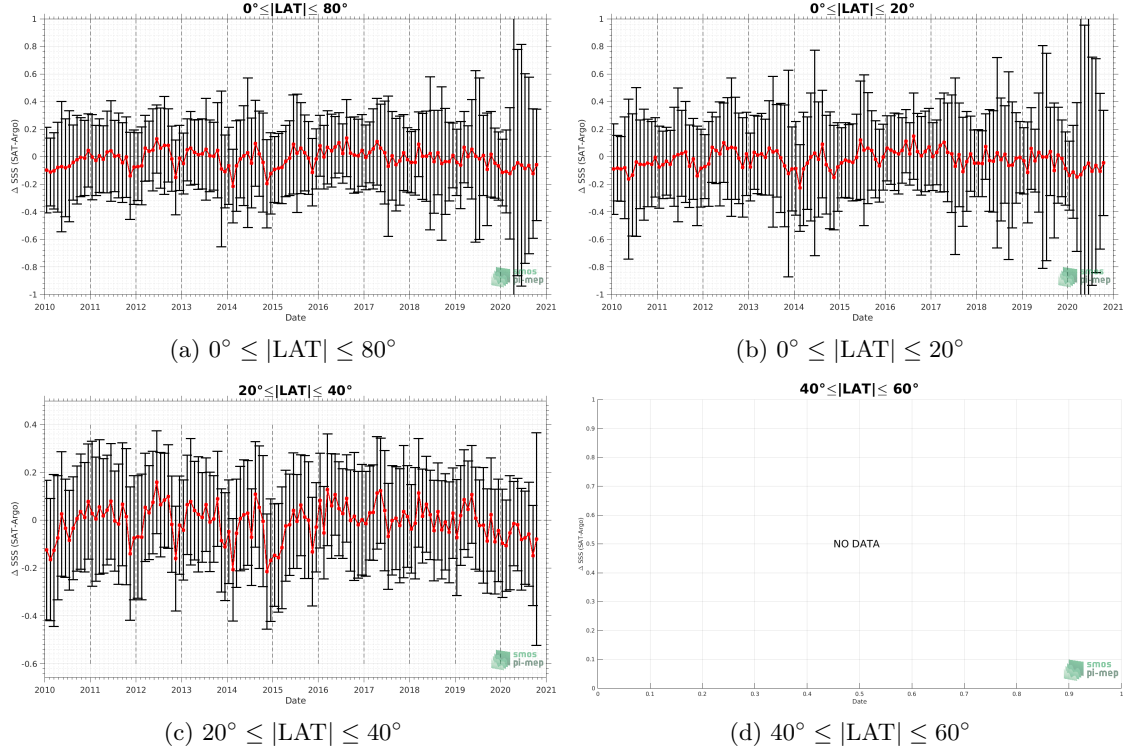 0°≤|LAT|≤ 80°
1
0.8
0.6
0.4
0.2
0
-0.2
-0.4
-0.6
-0.8
-1
Δ SSS (SAT-Argo)
2010 2011 2012 2013 2014 2015 2016 2017 2018 2019 2020 2021
Date
smos
pi-mep
(a) 0° ≤ |LAT| ≤ 80°
0°≤|LAT|≤ 20°
1
0.8
0.6
0.4
0.2
0
-0.2
-0.4
-0.6
-0.8
-1
Δ SSS (SAT-Argo)
2010 2011 2012 2013 2014 2015 2016 2017 2018 2019 2020 2021
Date
smos
pi-mep
(b) 0° ≤ |LAT| ≤ 20°
20°≤|LAT|≤ 40°
0.4
0.2
0
-0.2
-0.4
-0.6
Δ SSS (SAT-Argo)
2010 2011 2012 2013 2014 2015 2016 2017 2018 2019 2020 2021
Date
smos
pi-mep
(c) 20° ≤ |LAT| ≤ 40°
40°≤|LAT|≤ 60°
1
0.9
0.8
0.7
0.6
0.5
0.4
0.3
0.2
0.1
0
Δ SSS (SAT-Argo)
NO DATA
0 0.1 0.2 0.3 0.4 0.5 0.6 0.7 0.8 0.9 1
Date
smos
pi-mep
(d) 40° ≤ |LAT| ≤ 60°